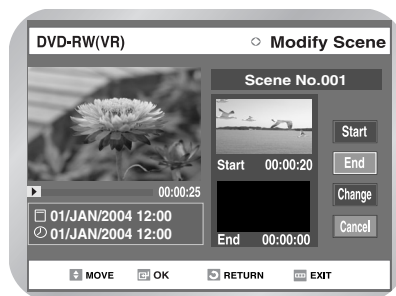 DVD-RW(VR)
Modify Scene
Scene No.001
Start 00:00:20
End 00:00:00
00:00:25
01/JAN/2004 12:00
01/JAN/2004 12:00
Start
End
Change
Cancel
MOVE OK RETURN EXIT